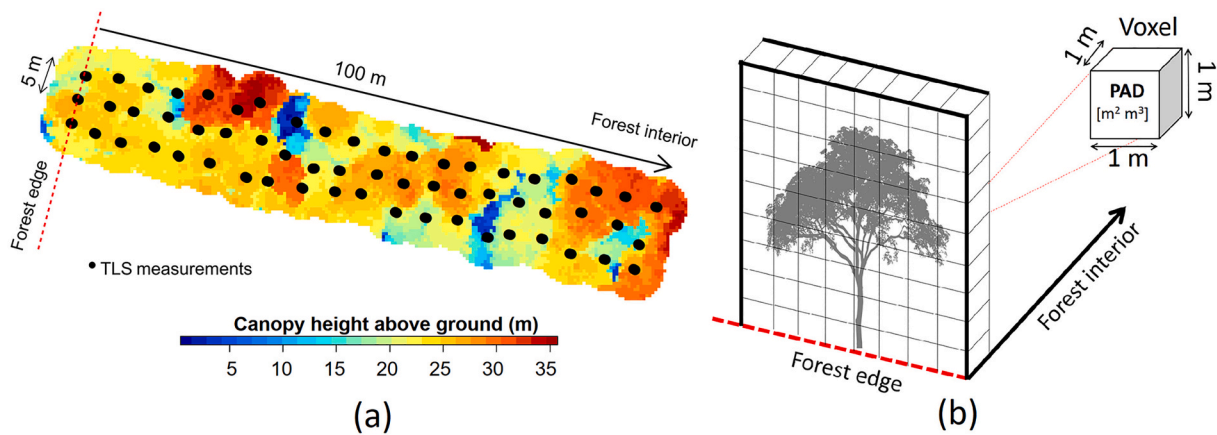 5 m
100 m
Forest interior
Forest edge
• TLS measurements
Canopy height above ground (m)
5 10 15 20 25 30 35
(a)
Voxel
1 m
PAD
[m² m³]
1 m
1 m
Forest interior
Forest edge
(b)